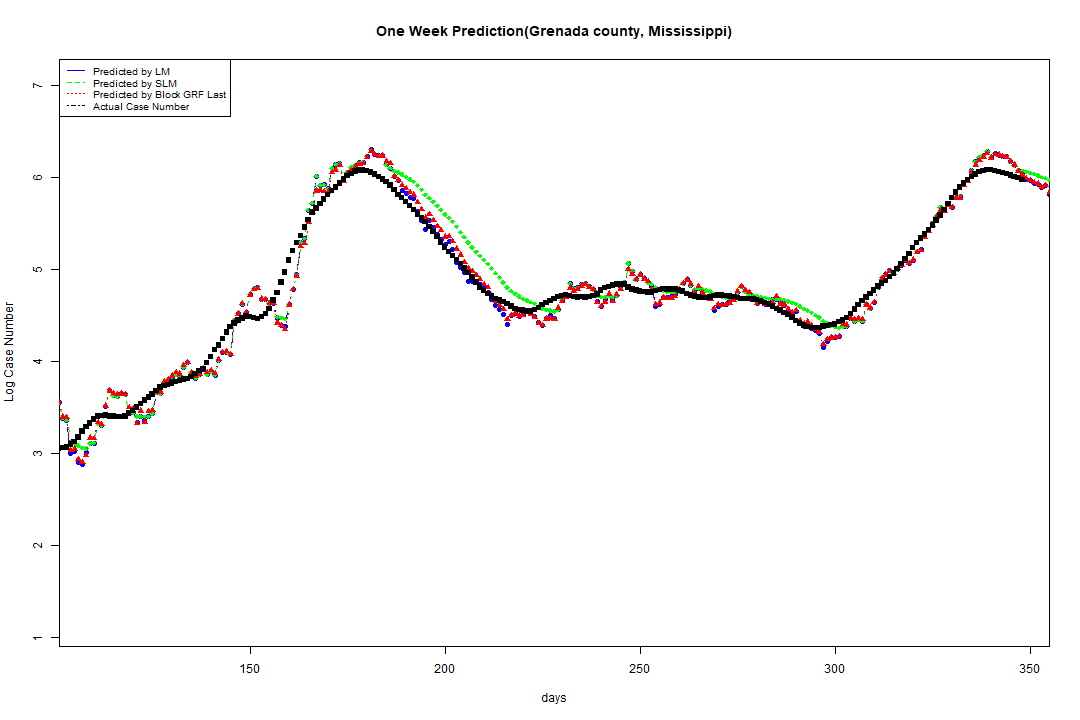 One Week Prediction(Grenada county, Mississippi)
Predicted by LM
Predicted by SLM
Predicted by Block GRF Last
Actual Case Number
7
6
5
4
3
2
1
Log Case Number
150 200 250 300 350
days